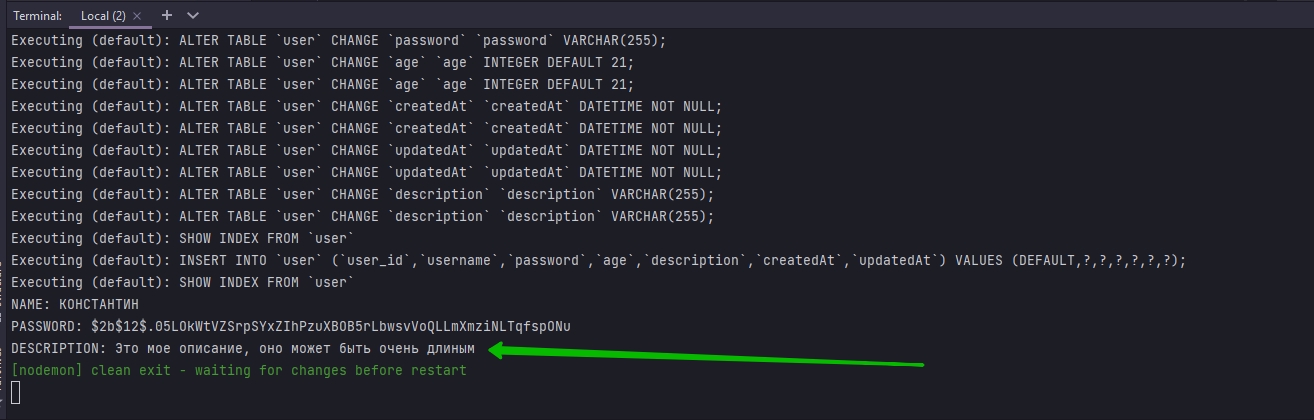 Terminal: Local (2)
Executing (default): ALTER TABLE `user` CHANGE `password` `password` VARCHAR(255);
Executing (default): ALTER TABLE `user` CHANGE `age` `age` INTEGER DEFAULT 21;
Executing (default): ALTER TABLE `user` CHANGE `age` `age` INTEGER DEFAULT 21;
Executing (default): ALTER TABLE `user` CHANGE `createdAt` `createdAt` DATETIME NOT NULL;
Executing (default): ALTER TABLE `user` CHANGE `createdAt` `createdAt` DATETIME NOT NULL;
Executing (default): ALTER TABLE `user` CHANGE `updatedAt` `updatedAt` DATETIME NOT NULL;
Executing (default): ALTER TABLE `user` CHANGE `updatedAt` `updatedAt` DATETIME NOT NULL;
Executing (default): ALTER TABLE `user` CHANGE `description` `description` VARCHAR(255);
Executing (default): ALTER TABLE `user` CHANGE `description` `description` VARCHAR(255);
Executing (default): SHOW INDEX FROM `user`
Executing (default): INSERT INTO `user` (`user_id`,`username`,`password`,`age`,`description`,`createdAt`,`updatedAt`) VALUES (DEFAULT,?,?,?,?,?,?);
Executing (default): SHOW INDEX FROM `user`
NAME: КОНСТАНТИН
PASSWORD: $2b$12$.05LOkWtVZSrpSYxZIhPzuXBOB5rLbwsvVoQLLmXmziNLTqfspONu
DESCRIPTION: Это мое описание, оно может быть очень длиным
[nodemon] clean exit - waiting for changes before restart